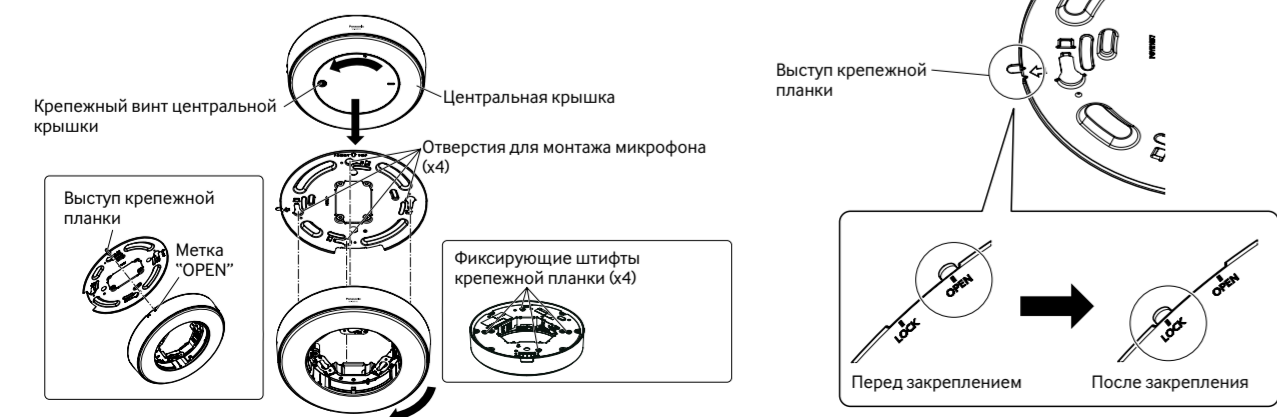 Крепежный винт центральной
крышки
Центральная крышка
Отверстия для монтажа микрофона
(x4)
Выступ крепежной
планки
Метка
“OPEN”
Фиксирующие штифты
крепежной планки (x4)
Выступ крепежной
планки
OPEN
LOCK
OPEN
LOCK
Перед закреплением
После закрепления